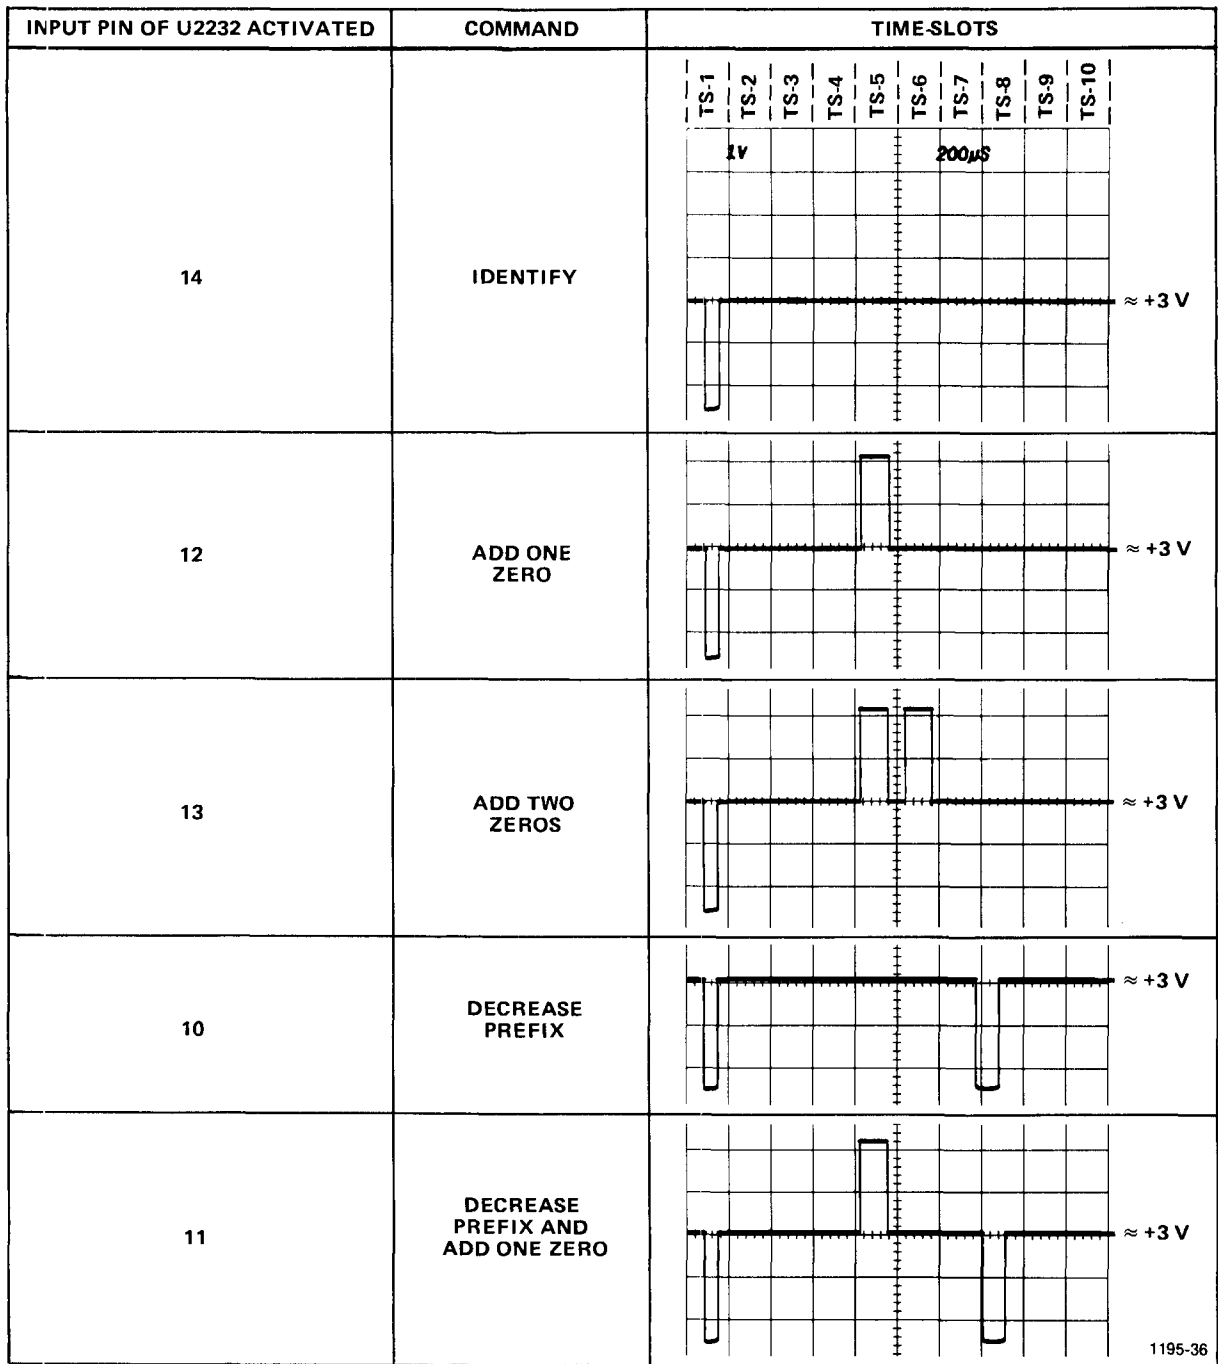 INPUT PIN OF U2232 ACTIVATED
COMMAND
TIME-SLOTS
TS-1
TS-2
TS-3
TS-4
TS-5
TS-6
TS-7
TS-8
TS-9
TS-10
1V
200µS
14
IDENTIFY
≈ +3 V
12
ADD ONE
ZERO
≈ +3 V
13
ADD TWO
ZEROS
≈ +3 V
10
DECREASE
PREFIX
≈ +3 V
11
DECREASE
PREFIX AND
ADD ONE ZERO
≈ +3 V
1195-36